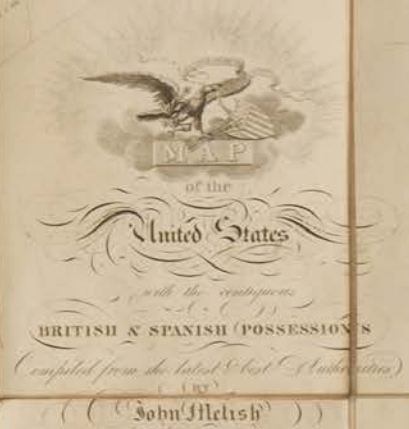 MAP
of the
United States
with the contiguous
BRITISH & SPANISH POSSESSIONS
Compiled from the latest & best Authorities
BY
John Melish